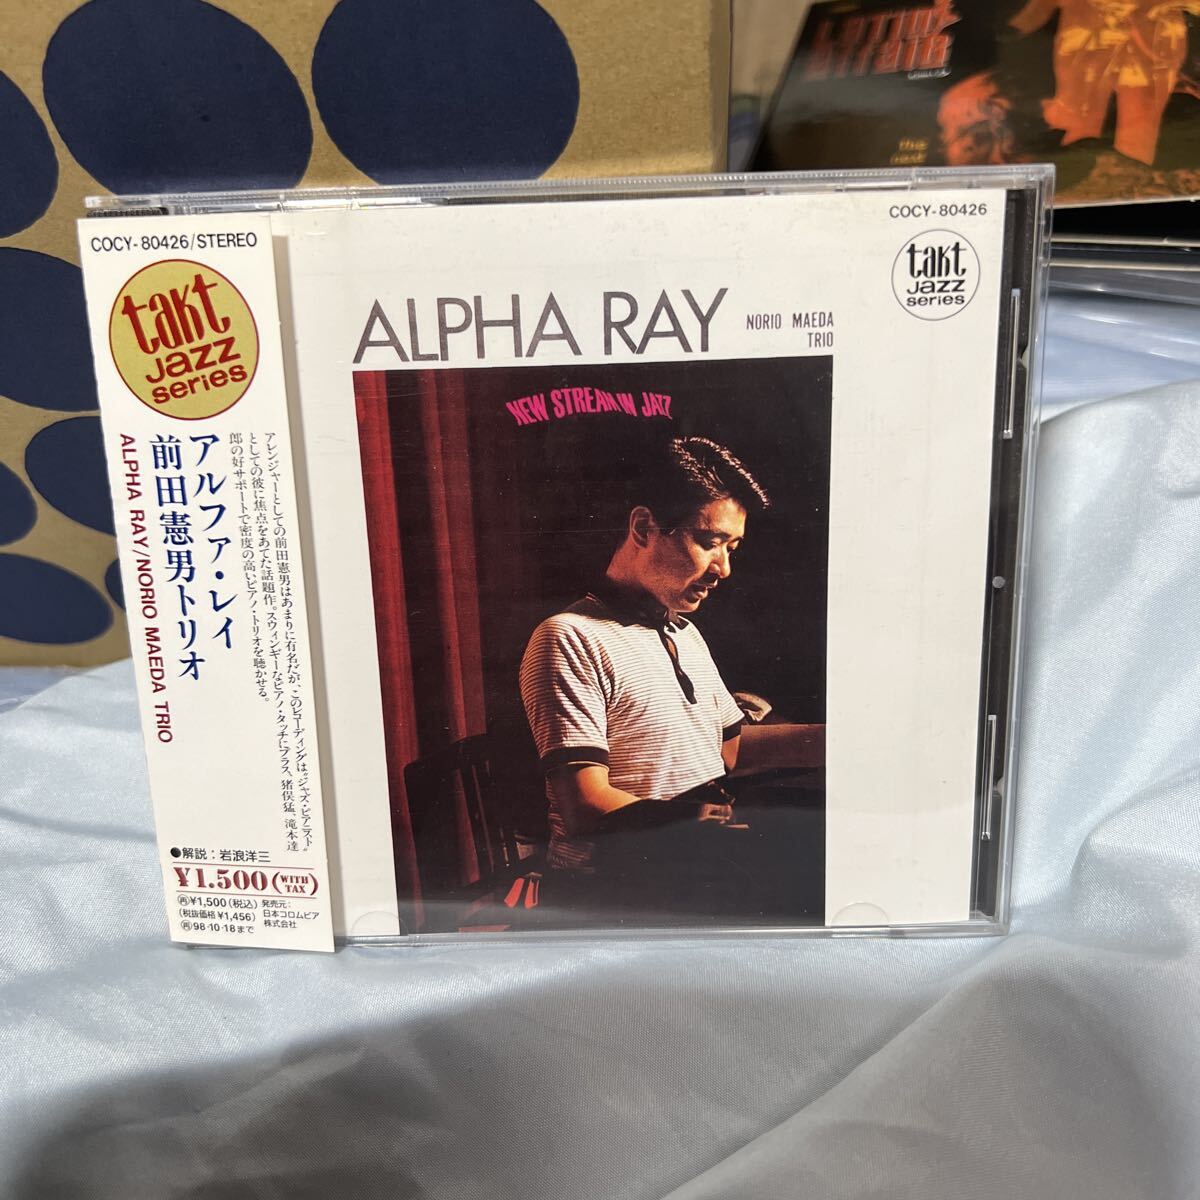 COCY-80426/STEREO
takt
jazz
series
アルファ・レイ
前田憲男トリオ
ALPHA RAY/NORIO MAEDA TRIO
アレンジャーとしての前田憲男はあまりに有名だが、このレコーディングは“ジャズ・ピアニスト”
としての彼に焦点をあてた話題作。スウィンギーなピアノ・タッチにプラス、猪俣猛、滝本達
郎の好サポートで密度の高いピアノ・トリオを聴かせる。
●解説：岩浪洋三
¥1.500(WITH TAX)
再¥1,500(税込)
(税抜価格¥1,456)
再98·10·18まで
発売元：
日本コロムビア
株式会社
COCY-80426
takt
jazz
series
ALPHA RAY
NORIO MAEDA
TRIO
NEW STREAM IN JAZZ
the